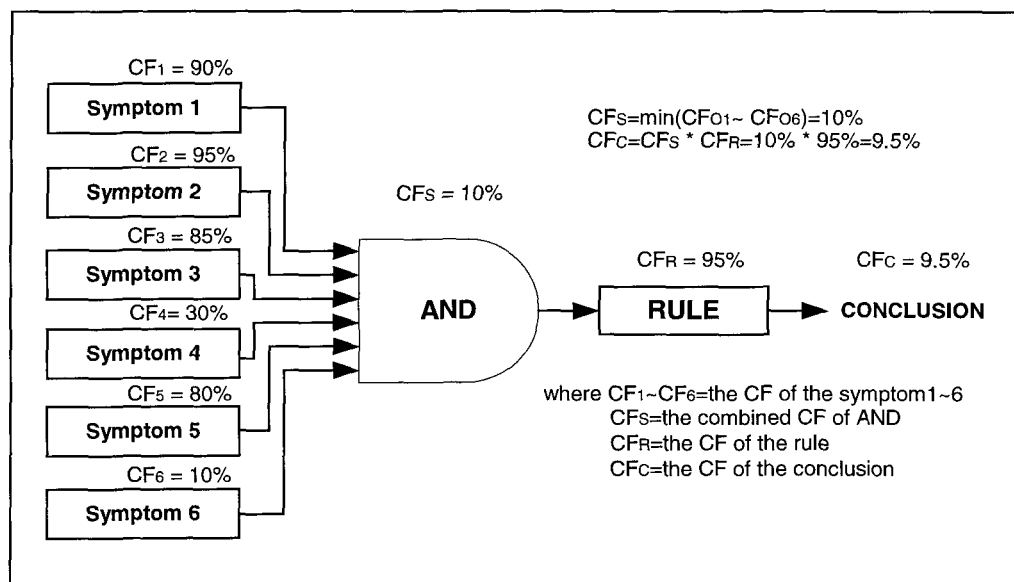 CF1 = 90%
Symptom 1
CF2 = 95%
Symptom 2
CF3 = 85%
Symptom 3
CF4= 30%
Symptom 4
CF5 = 80%
Symptom 5
CF6 = 10%
Symptom 6
CFS = 10%
AND
CFS=min(CFO1~ CFO6)=10%
CFC=CFS * CFR=10% * 95%=9.5%
CFR = 95%
RULE
CFC = 9.5%
CONCLUSION
where CF1~CF6=the CF of the symptom1~6
CFS=the combined CF of AND
CFR=the CF of the rule
CFC=the CF of the conclusion